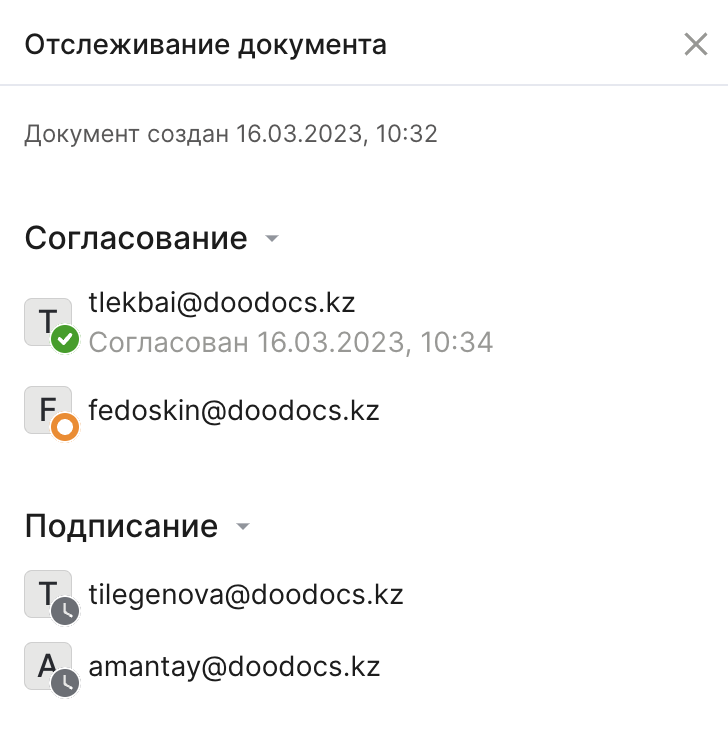 Отслеживание документа
Документ создан 16.03.2023, 10:32
Согласование
T
tlekbai@doodocs.kz
Согласован 16.03.2023, 10:34
F
fedoskin@doodocs.kz
Подписание
T
tilegenova@doodocs.kz
A
amantay@doodocs.kz